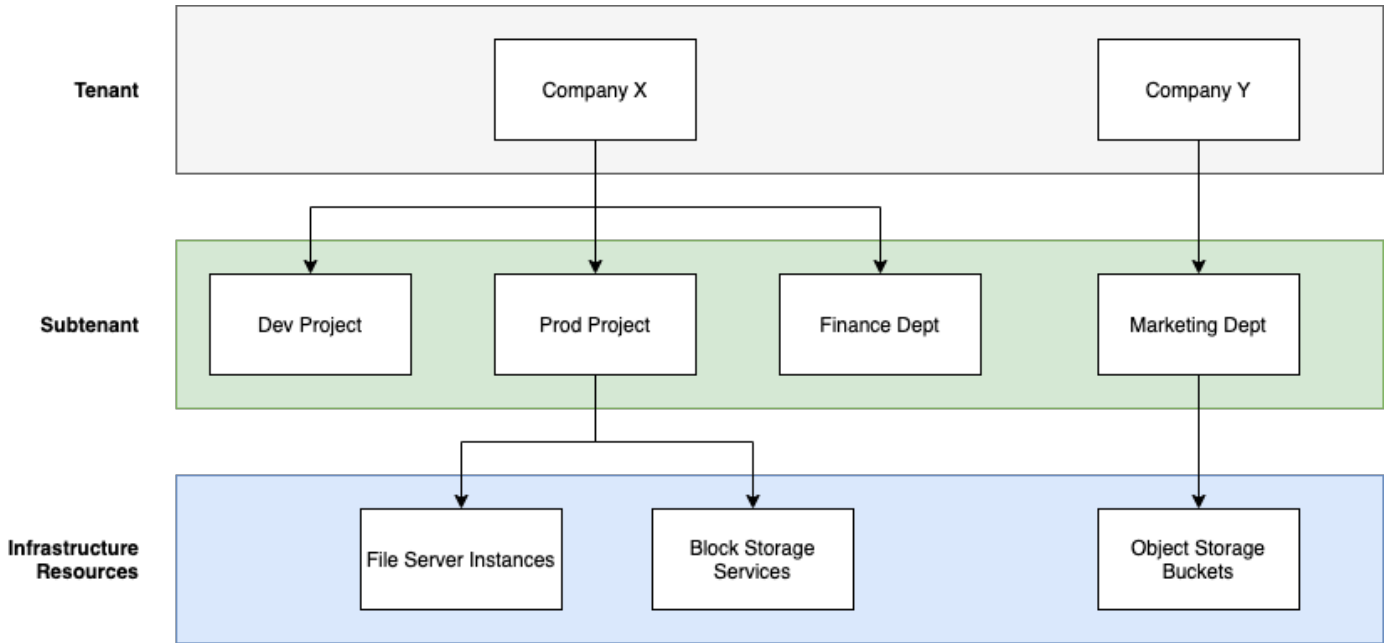 Tenant
Company X
Company Y
Subtenant
Dev Project
Prod Project
Finance Dept
Marketing Dept
Infrastructure
Resources
File Server Instances
Block Storage
Services
Object Storage
Buckets